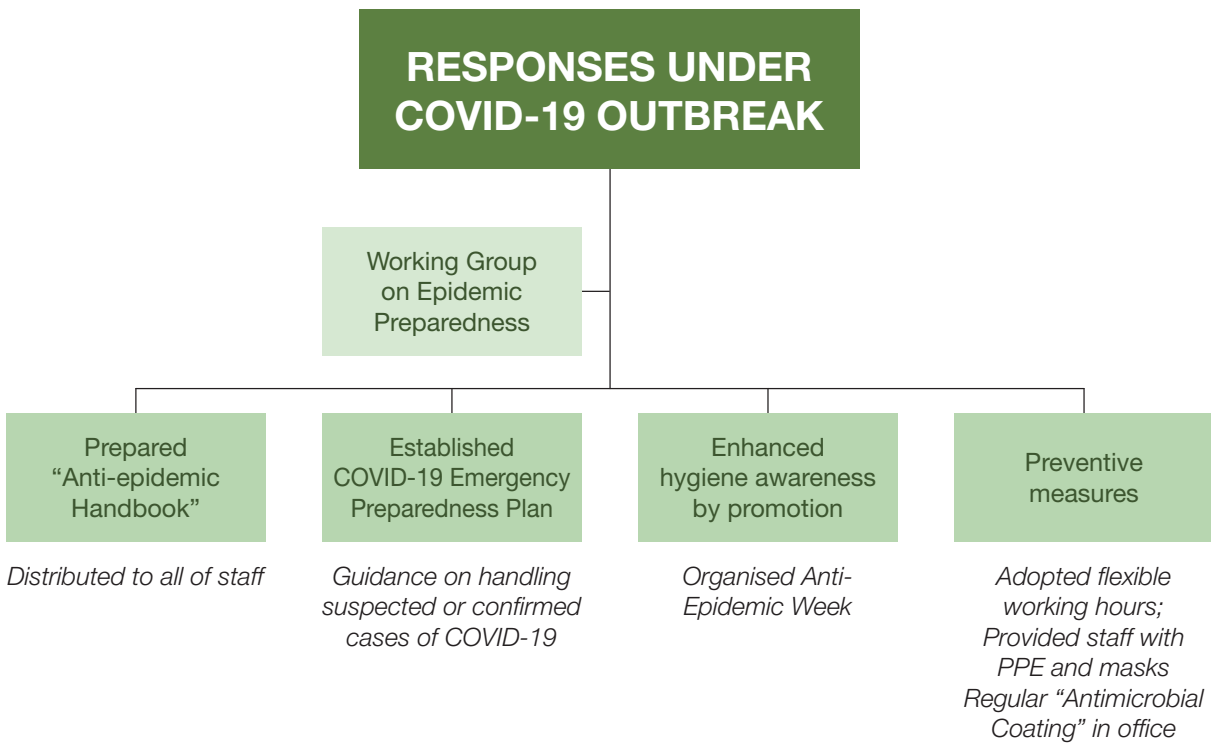 RESPONSES UNDER
COVID-19 OUTBREAK
Working Group
on Epidemic
Preparedness
Prepared
“Anti-epidemic
Handbook”
Distributed to all of staff
Established
COVID-19 Emergency
Preparedness Plan
Guidance on handling
suspected or confirmed
cases of COVID-19
Enhanced
hygiene awareness
by promotion
Organised Anti-
Epidemic Week
Preventive
measures
Adopted flexible
working hours;
Provided staff with
PPE and masks
Regular “Antimicrobial
Coating” in office